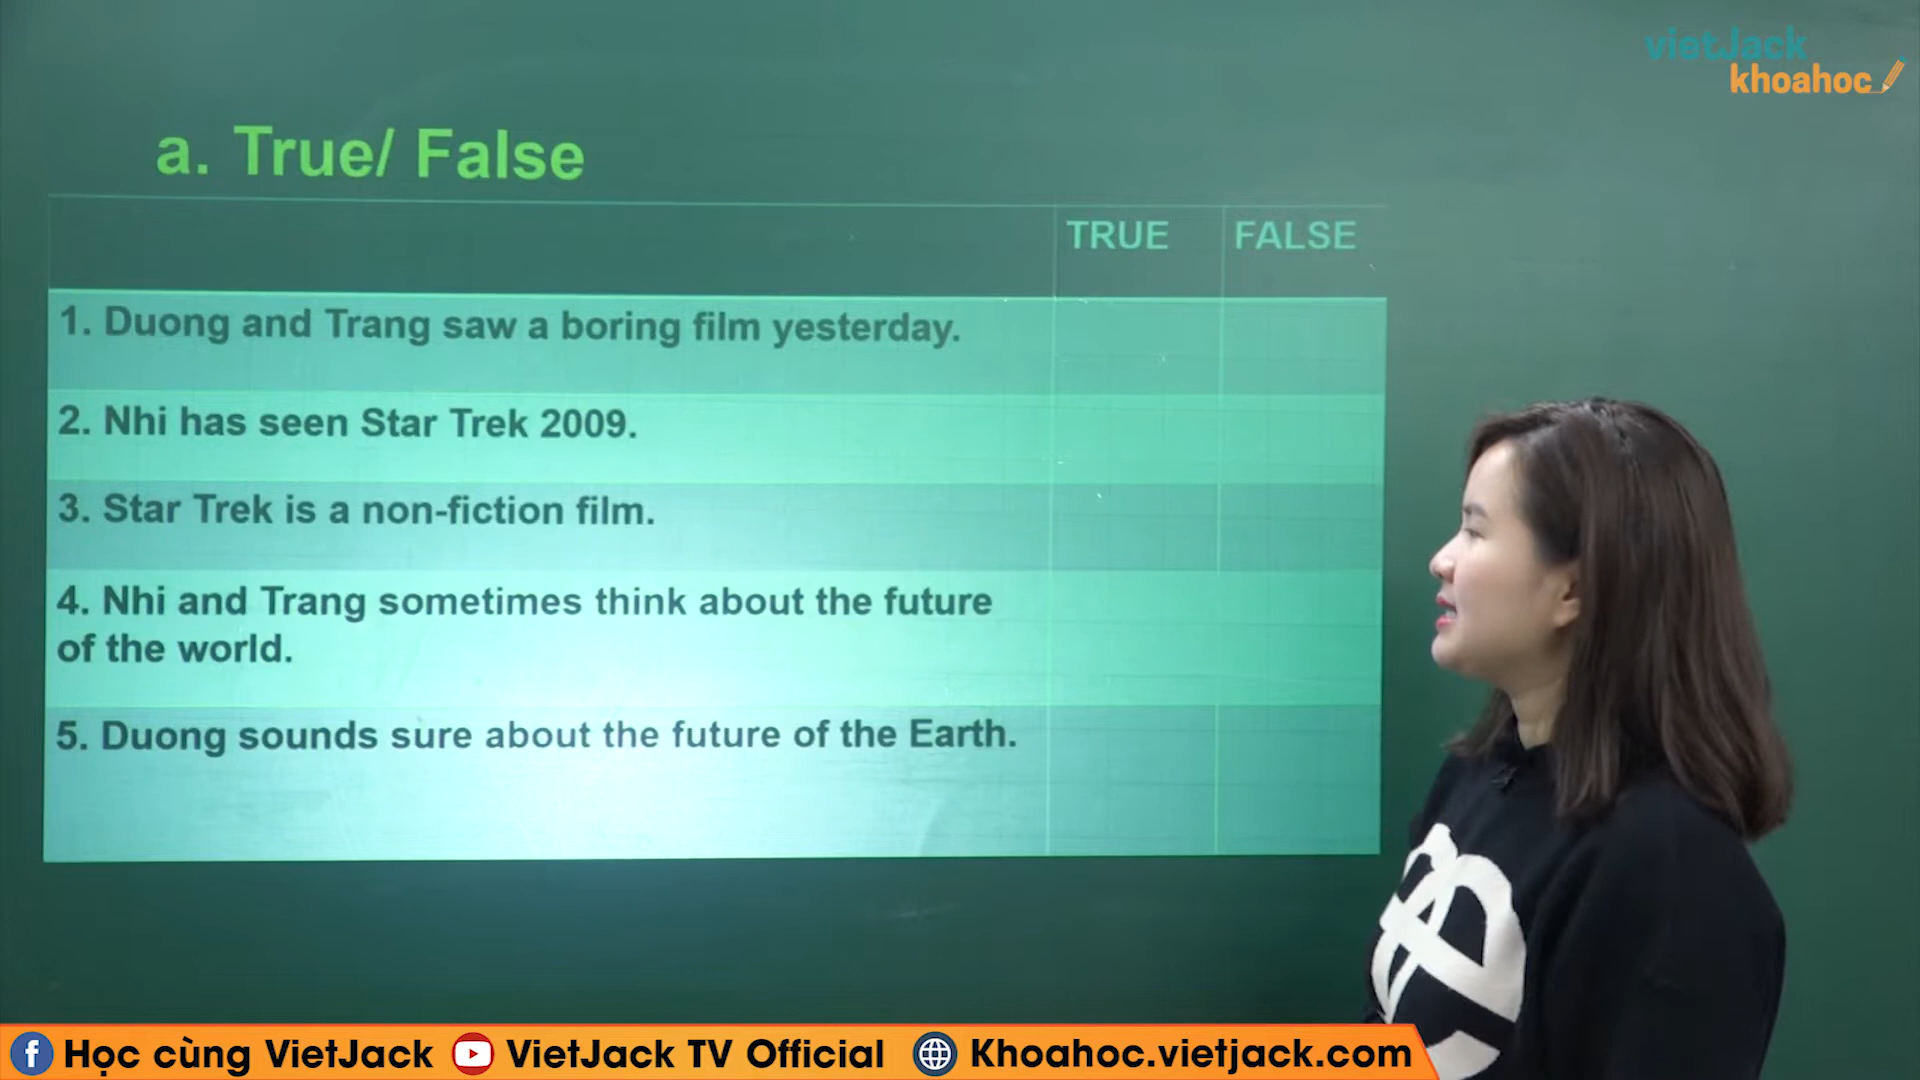 vietJack
khoahoc
a. True/ False
TRUE FALSE
1. Duong and Trang saw a boring film yesterday.
2. Nhi has seen Star Trek 2009.
3. Star Trek is a non-fiction film.
4. Nhi and Trang sometimes think about the future
of the world.
5. Duong sounds sure about the future of the Earth.
Học cùng VietJack VietJack TV Official Khoahoc.vietjack.com